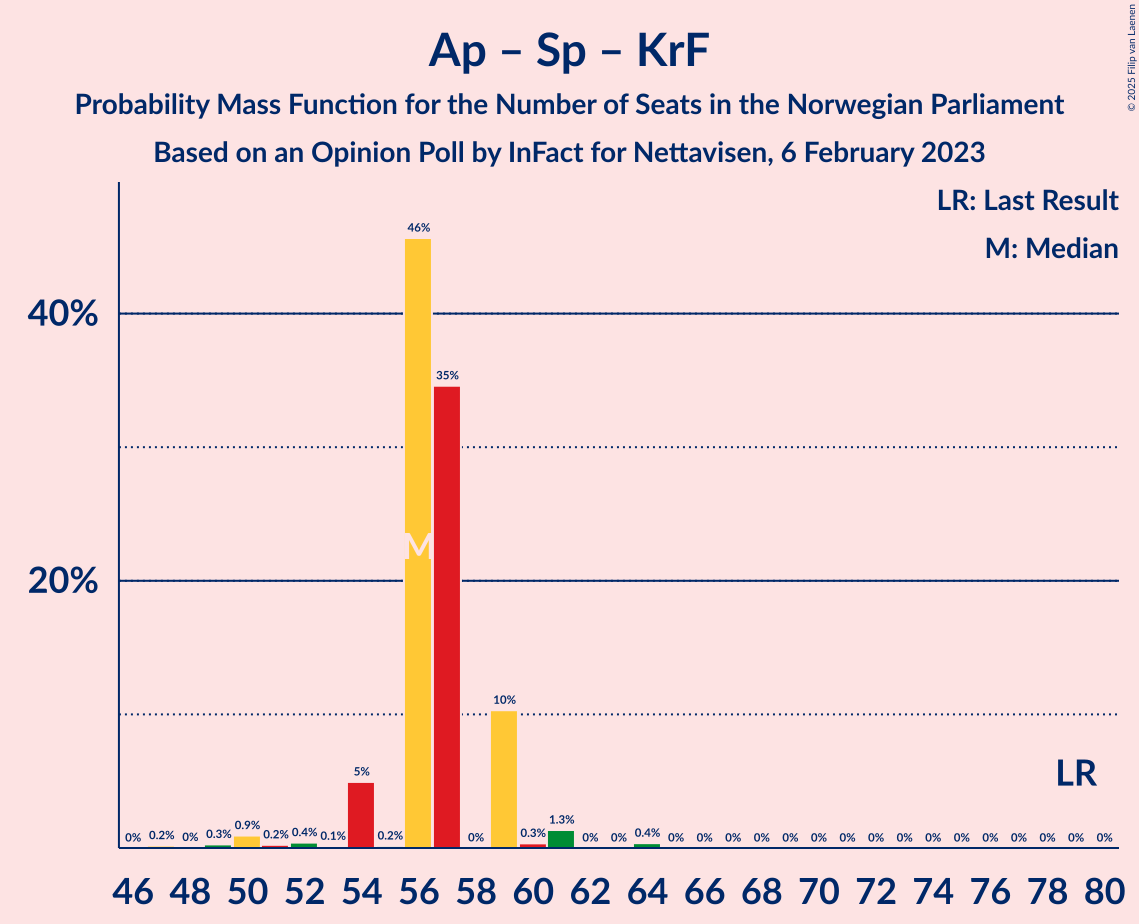 Ap – Sp – KrF
Probability Mass Function for the Number of Seats in the Norwegian Parliament
Based on an Opinion Poll by InFact for Nettavisen, 6 February 2023
© 2025 Filip van Laenen
LR: Last Result
M: Median
40%
20%
0% 0.2% 0% 0.3% 0.9% 0.2% 0.4% 0.1% 5% 0.2% 46% 35% 0% 10% 0.3% 1.3% 0% 0% 0.4% 0% 0% 0% 0% 0% 0% 0% 0% 0% 0% 0% 0% 0% 0% 0% 0%
M
LR
46 48 50 52 54 56 58 60 62 64 66 68 70 72 74 76 78 80